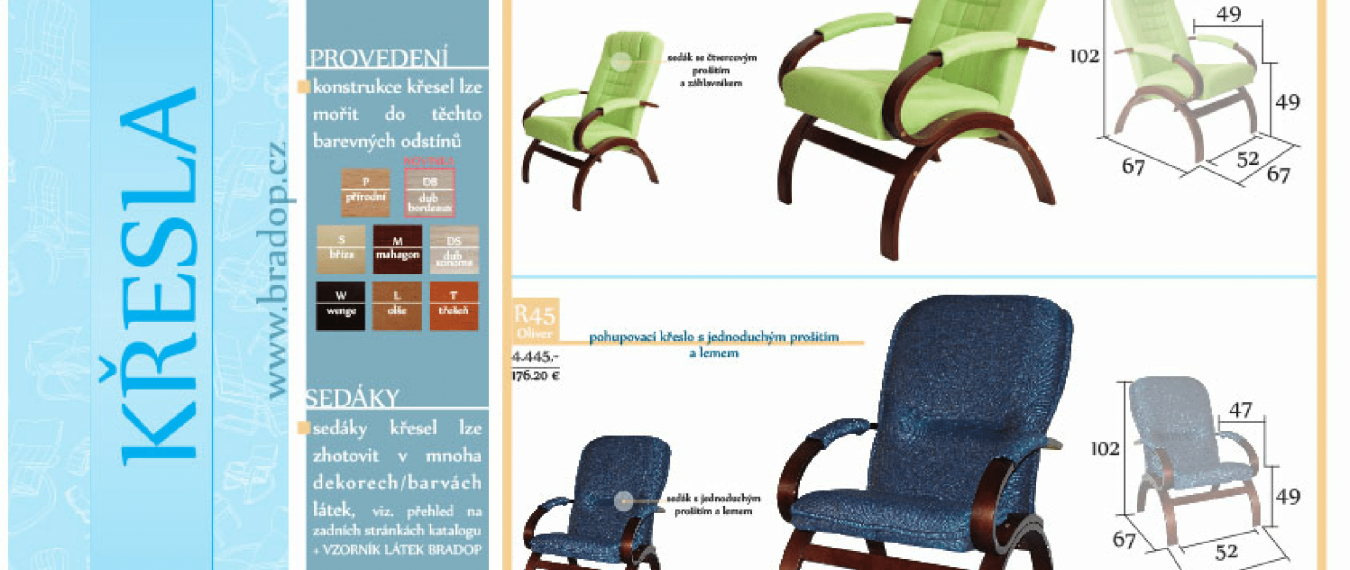 KŘESLA
www.bradop.cz
PROVEDENÍ
konstrukce křesel lze
mořit do těchto
barevných odstínů
NOVINKA
P
přírodní
DB
dub
bordeaux
S
bříza
M
mahagon
DS
dub
sonoma
W
wenge
L
olše
T
třešeň
SEDÁKY
sedáky křesel lze
zhotovit v mnoha
dekorech/barvách
látek, viz. přehled na
zadních stránkách katalogu
+ VZORNÍK LÁTEK BRADOP
sedák se čtvercovým
prošitím
a záhlavníkem
102
49
49
67
52
67
R45
Oliver
4.445.-
176.20 €
pohupovací křeslo s jednoduchým prošitím
a lemem
sedák s jednoduchým
prošitím a lemem
102
47
49
67
52